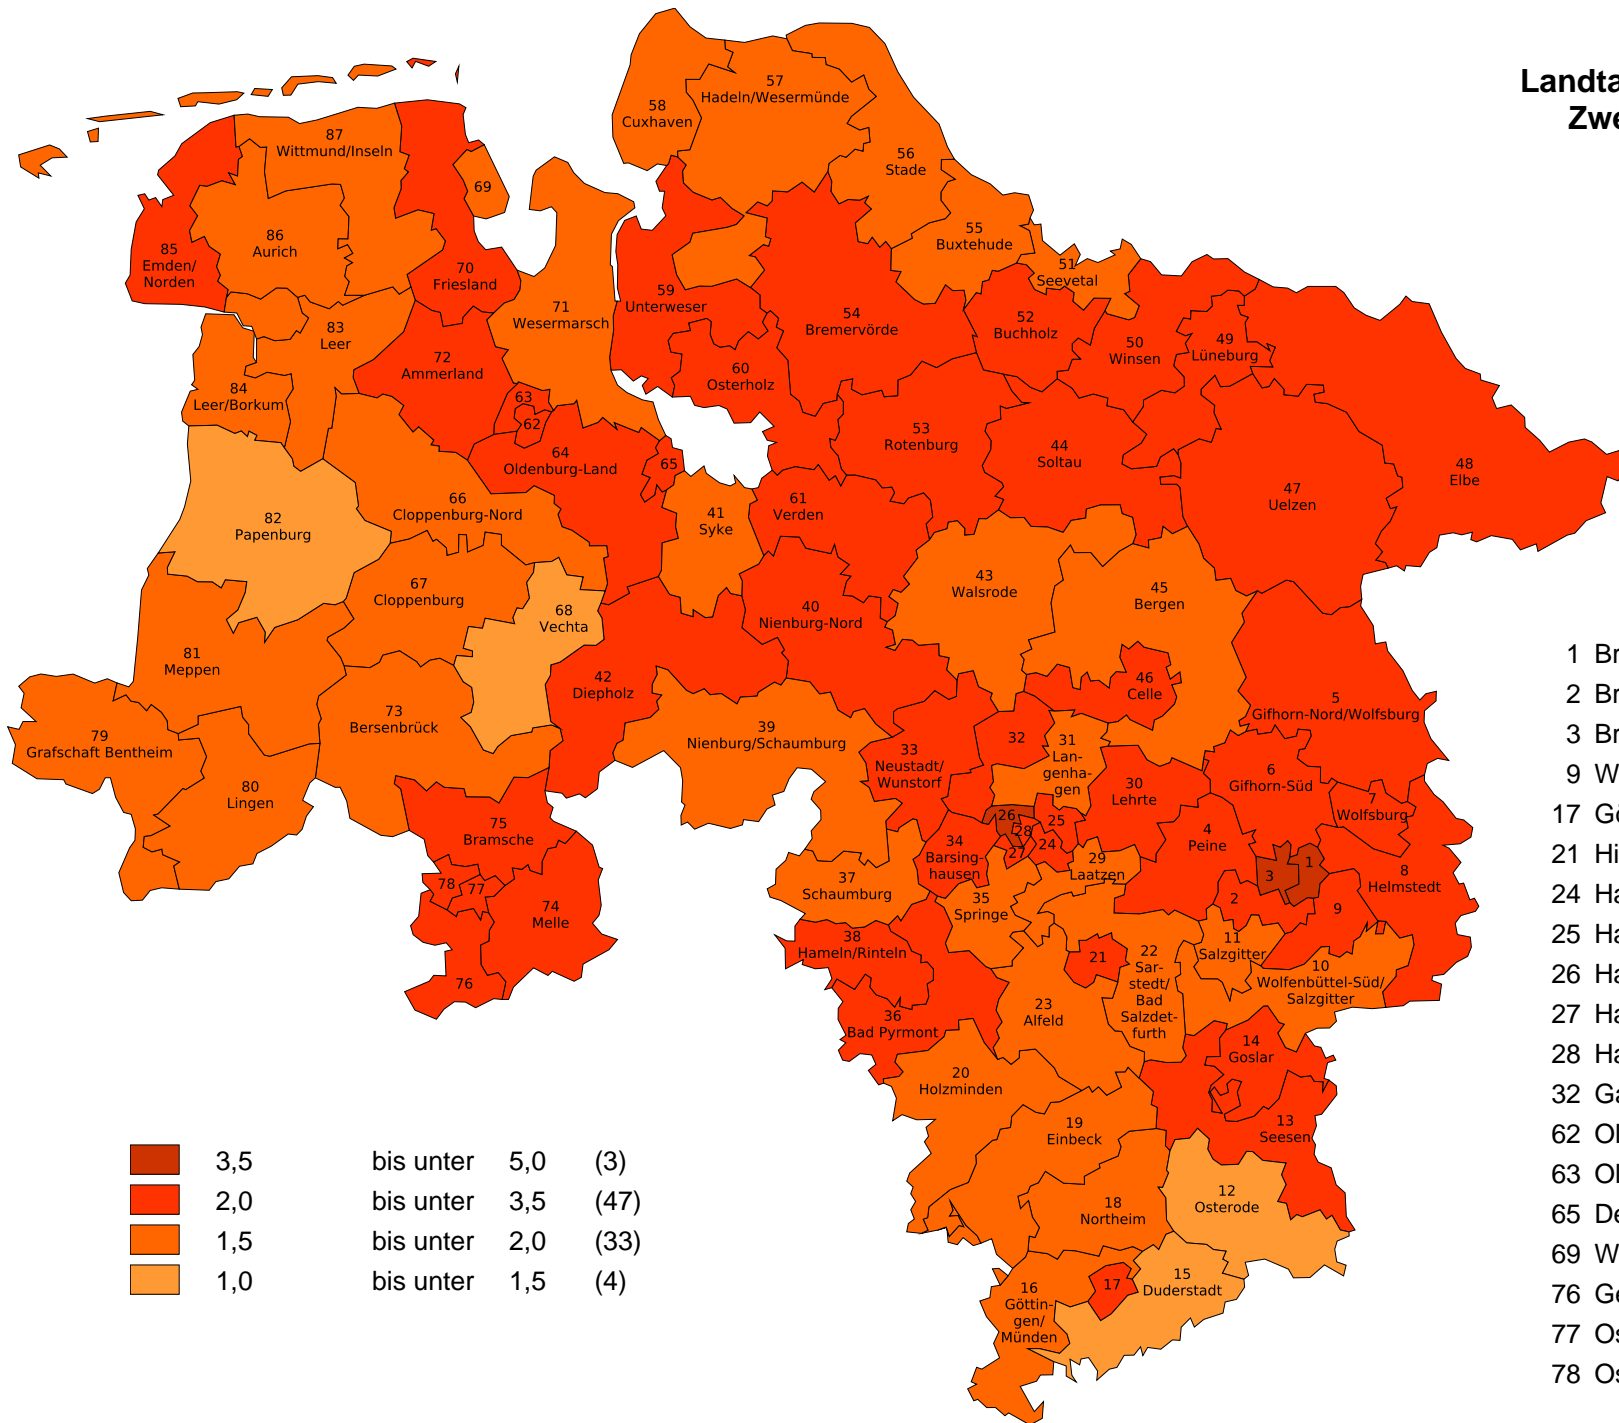 Landta
Zwe
57
Hadeln/Wesermünde
58
Cuxhaven
87
Wittmund/Inseln
56
Stade
69
86
Aurich
85
Emden/
Norden
55
Buxtehude
70
Friesland
51
Seevetal
59
Unterweser
71
Wesermarsch
54
Bremervörde
52
Buchholz
83
Leer
50
Winsen
49
Lüneburg
72
Ammerland
60
Osterholz
84
Leer/Borkum
63
62
53
Rotenburg
44
Soltau
64
Oldenburg-Land
65
48
Elbe
47
Uelzen
66
Cloppenburg-Nord
61
Verden
41
Syke
82
Papenburg
43
Walsrode
67
Cloppenburg
45
Bergen
68
Vechta
40
Nienburg-Nord
81
Meppen
42
Diepholz
46
Celle
5
Gifhorn-Nord/Wolfsburg
73
Bersenbrück
39
Nienburg/Schaumburg
79
Grafschaft Bentheim
32
31
Lan-
genha-
gen
33
Neustadt/
Wunstorf
6
Gifhorn-Süd
80
Lingen
30
Lehrte
7
Wolfsburg
75
Bramsche
26
25
28
4
Peine
24
27
34
Barsing-
hausen
29
Laatzen
1
3
8
Helmstedt
37
Schaumburg
78
77
35
Springe
2
9
74
Melle
38
Hameln/Rinteln
11
Salzgitter
21
22
Sar-
stedt/
Bad
Salzdet-
furth
10
Wolfenbüttel-Süd/
Salzgitter
76
23
Alfeld
36
Bad Pyrmont
14
Goslar
20
Holzminden
13
Seesen
19
Einbeck
12
Osterode
18
Northeim
15
Duderstadt
17
16
Göttin-
gen/
Münden
3,5 bis unter 5,0 (3)
2,0 bis unter 3,5 (47)
1,5 bis unter 2,0 (33)
1,0 bis unter 1,5 (4)
1 Br
2 Br
3 Br
9 W
17 Gö
21 Hi
24 Ha
25 Ha
26 Ha
27 Ha
28 Ha
32 Ga
62 Ol
63 Ol
65 De
69 W
76 Ge
77 Os
78 Os